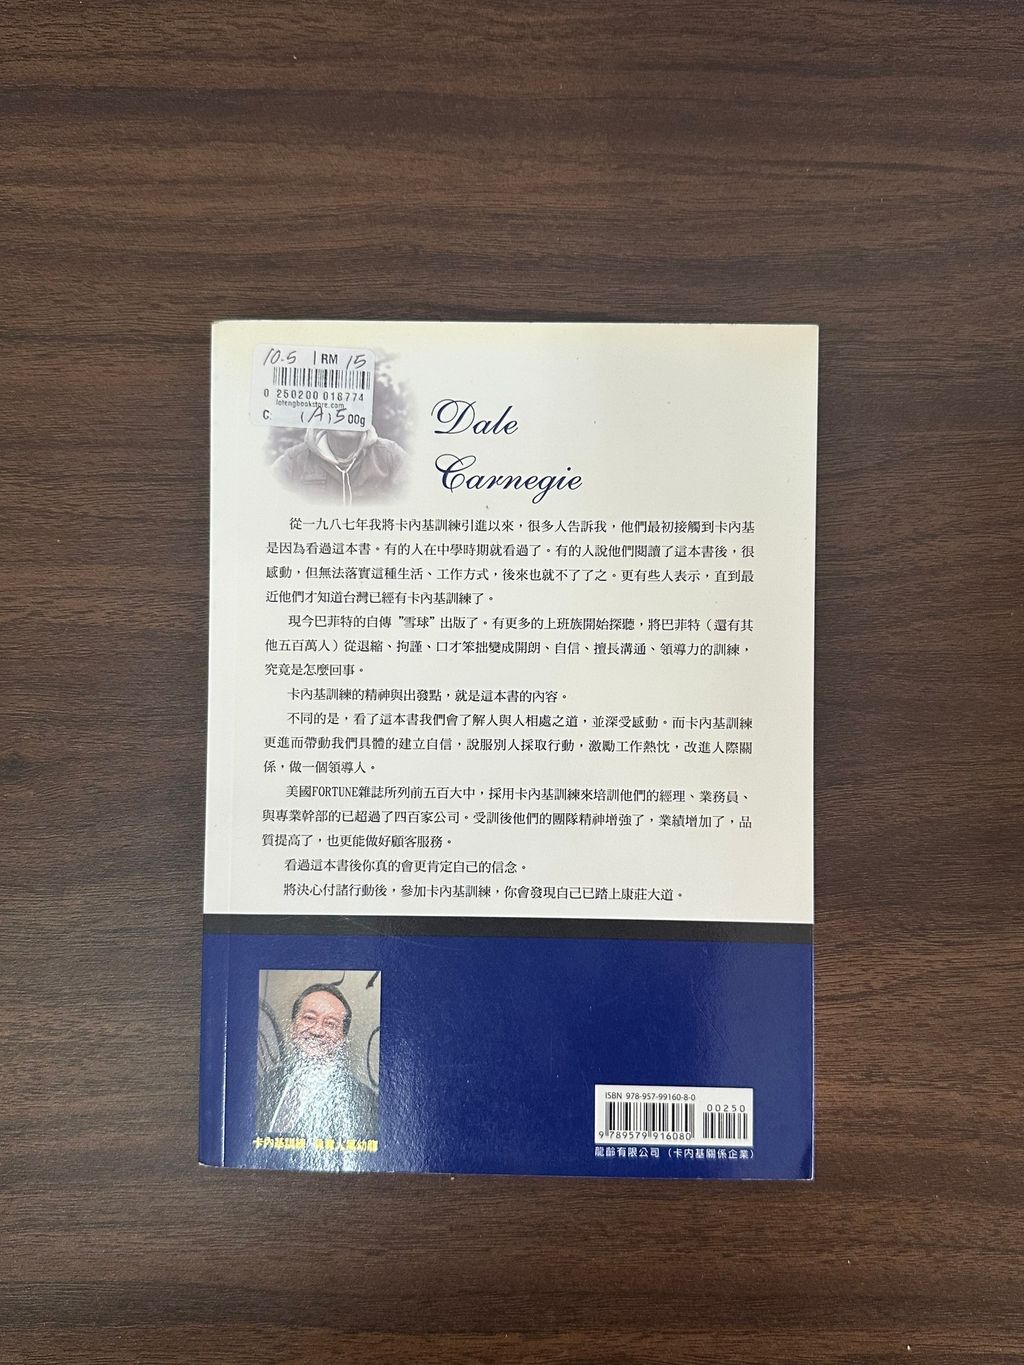 10.5 | RM 15
0 250200 018774
lotengbookstore.com
C: (A) 500g
Dale
Carnegie
從一九八七年我將卡內基訓練引進以來，很多人告訴我，他們最初接觸到卡內基
是因為看過這本書。有的人在中學時期就看過了。有的人說他們閱讀了這本書後，很
感動，但無法落實這種生活、工作方式，後來也就不了了之。更有些人表示，直到最
近他們才知道台灣已經有卡內基訓練了。
現今巴菲特的自傳"雪球"出版了。有更多的上班族開始探聽，將巴菲特（還有其
他五百萬人）從退縮、拘謹、口才笨拙變成開朗、自信、擅長溝通、領導力的訓練，
究竟是怎麼回事。
卡內基訓練的精神與出發點，就是這本書的內容。
不同的是，看了這本書我們會了解人與人相處之道，並深受感動。而卡內基訓練
更進而帶動我們具體的建立自信，說服別人採取行動，激勵工作熱忱，改進人際關
係，做一個領導人。
美國FORTUNE雜誌所列前五百大中，採用卡內基訓練來培訓他們的經理、業務員、
與專業幹部的已超過了四百家公司。受訓後他們的團隊精神增強了，業績增加了，品
質提高了，也更能做好顧客服務。
看過這本書後你真的會更肯定自己的信念。
將決心付諸行動後，參加卡內基訓練，你會發現自己已踏上康莊大道。
卡內基訓練 負責人黑幼龍
ISBN 978-957-99160-8-0
00250
9 789579 916080
龍齡有限公司（卡內基關係企業）